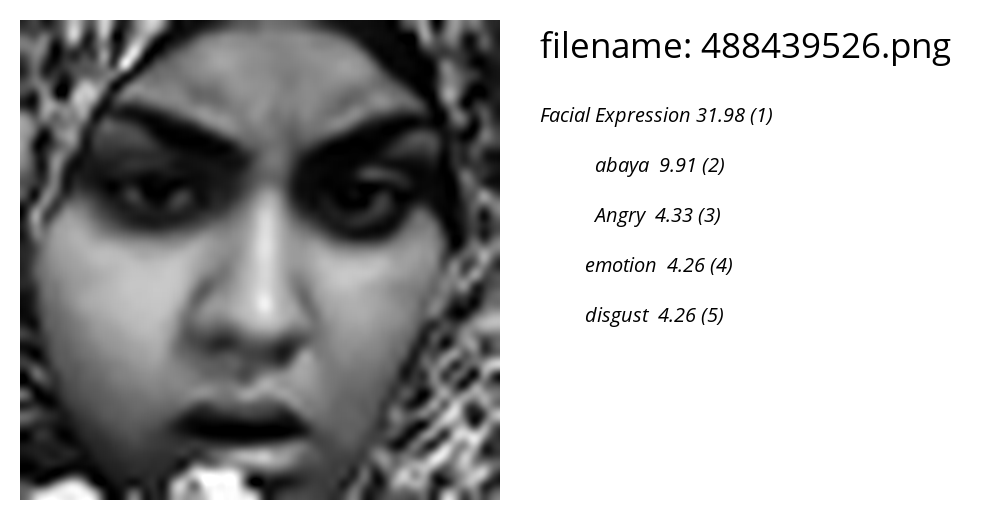 filename: 488439526.png
Facial Expression 31.98 (1)
abaya 9.91 (2)
Angry 4.33 (3)
emotion 4.26 (4)
disgust 4.26 (5)